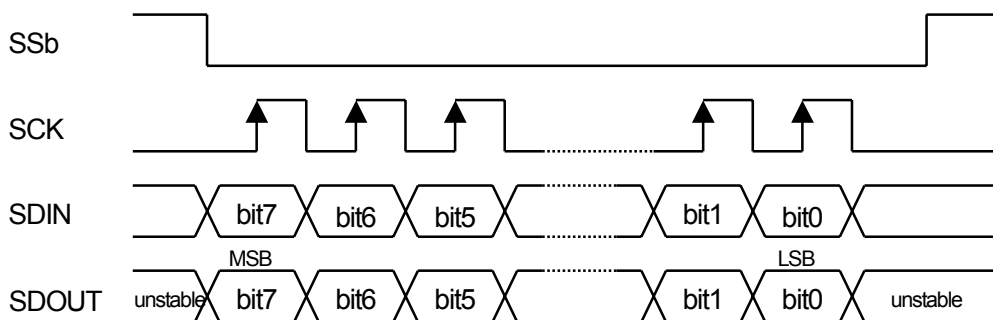 SSb
SCK
SDIN bit7 bit6 bit5 bit1 bit0
MSB LSB
SDOUT unstable bit7 bit6 bit5 bit1 bit0 unstable